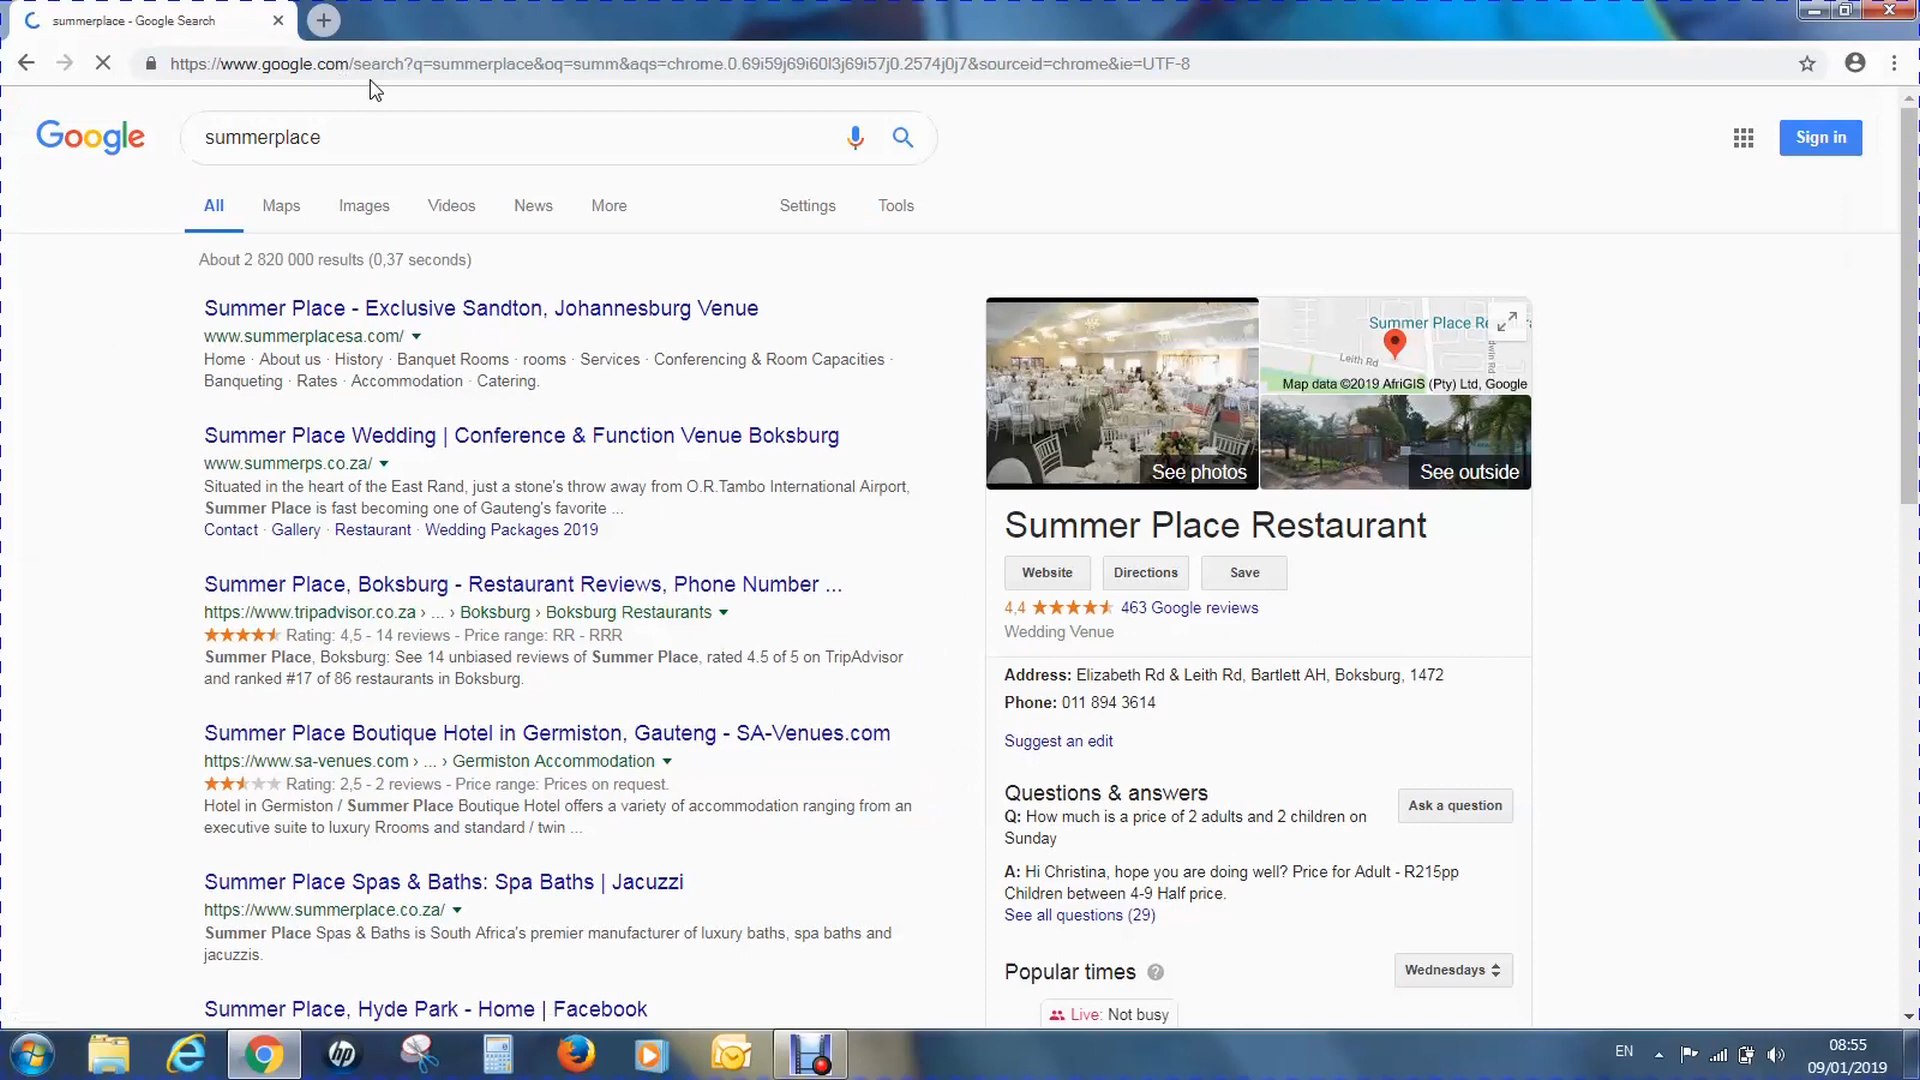 summerplace - Google Search
https://www.google.com/search?q=summerplace&oq=summ&aqs=chrome.0.69i59j69i60l3j69i57j0.2574j0j7&sourceid=chrome&ie=UTF-8
Google
summerplace
Sign in
All Maps Images Videos News More Settings Tools
About 2 820 000 results (0,37 seconds)
Summer Place - Exclusive Sandton, Johannesburg Venue
www.summerplacesa.com/
Home · About us · History · Banquet Rooms · rooms · Services · Conferencing & Room Capacities ·
Banqueting · Rates · Accommodation · Catering.
Summer Place Wedding | Conference & Function Venue Boksburg
www.summerps.co.za/
Situated in the heart of the East Rand, just a stone's throw away from O.R.Tambo International Airport,
Summer Place is fast becoming one of Gauteng's favorite ...
Contact · Gallery · Restaurant · Wedding Packages 2019
Summer Place, Boksburg - Restaurant Reviews, Phone Number ...
https://www.tripadvisor.co.za › ... › Boksburg › Boksburg Restaurants
Rating: 4,5 - 14 reviews - Price range: RR - RRR
Summer Place, Boksburg: See 14 unbiased reviews of Summer Place, rated 4.5 of 5 on TripAdvisor
and ranked #17 of 86 restaurants in Boksburg.
Summer Place Boutique Hotel in Germiston, Gauteng - SA-Venues.com
https://www.sa-venues.com › ... › Germiston Accommodation
Rating: 2,5 - 2 reviews - Price range: Prices on request.
Hotel in Germiston / Summer Place Boutique Hotel offers a variety of accommodation ranging from an
executive suite to luxury Rrooms and standard / twin ...
Summer Place Spas & Baths: Spa Baths | Jacuzzi
https://www.summerplace.co.za/
Summer Place Spas & Baths is South Africa's premier manufacturer of luxury baths, spa baths and
jacuzzis.
Summer Place, Hyde Park - Home | Facebook
Summer Place Re
Leith Rd
Map data ©2019 AfriGIS (Pty) Ltd, Google
See photos
See outside
Summer Place Restaurant
Website Directions Save
4,4 463 Google reviews
Wedding Venue
Address: Elizabeth Rd & Leith Rd, Bartlett AH, Boksburg, 1472
Phone: 011 894 3614
Suggest an edit
Questions & answers
Ask a question
Q: How much is a price of 2 adults and 2 children on
Sunday
A: Hi Christina, hope you are doing well? Price for Adult - R215pp
Children between 4-9 Half price.
See all questions (29)
Popular times ?
Wednesdays
Live: Not busy
hp
EN
08:55
09/01/2019